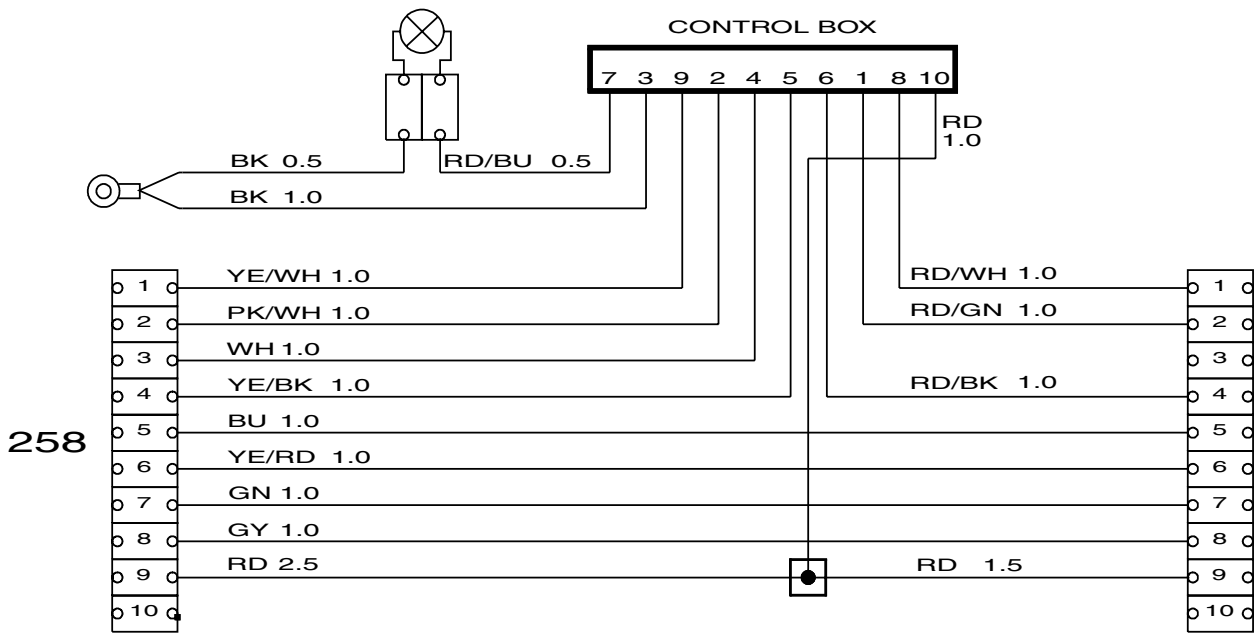 CONTROL BOX
7 3 9 2 4 5 6 1 8 10
RD
1.0
BK 0.5
RD/BU 0.5
BK 1.0
YE/WH 1.0
RD/WH 1.0
1
1
PK/WH 1.0
RD/GN 1.0
2
2
WH 1.0
3
3
YE/BK 1.0
RD/BK 1.0
4
4
258
BU 1.0
5
5
YE/RD 1.0
6
6
GN 1.0
7
7
GY 1.0
8
8
RD 2.5
RD 1.5
9
9
10
10